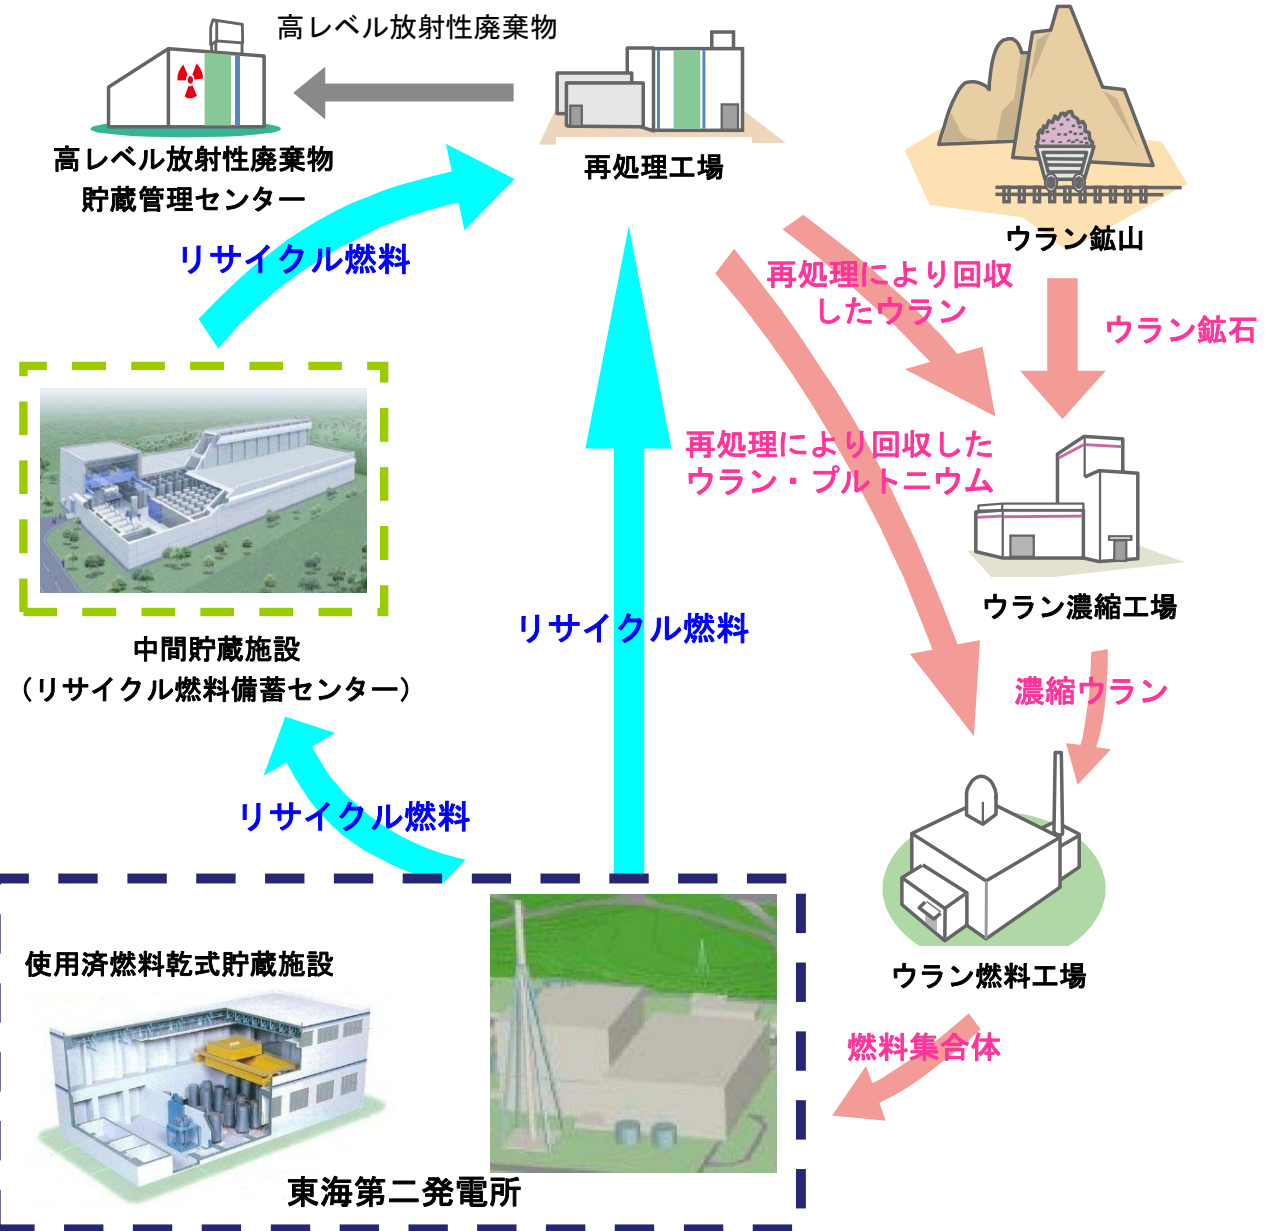 高レベル放射性廃棄物
高レベル放射性廃棄物
貯蔵管理センター
再処理工場
ウラン鉱山
リサイクル燃料
再処理により回収
したウラン
ウラン鉱石
再処理により回収した
ウラン・プルトニウム
ウラン濃縮工場
リサイクル燃料
中間貯蔵施設
（リサイクル燃料備蓄センター）
濃縮ウラン
リサイクル燃料
使用済燃料乾式貯蔵施設
ウラン燃料工場
燃料集合体
東海第二発電所